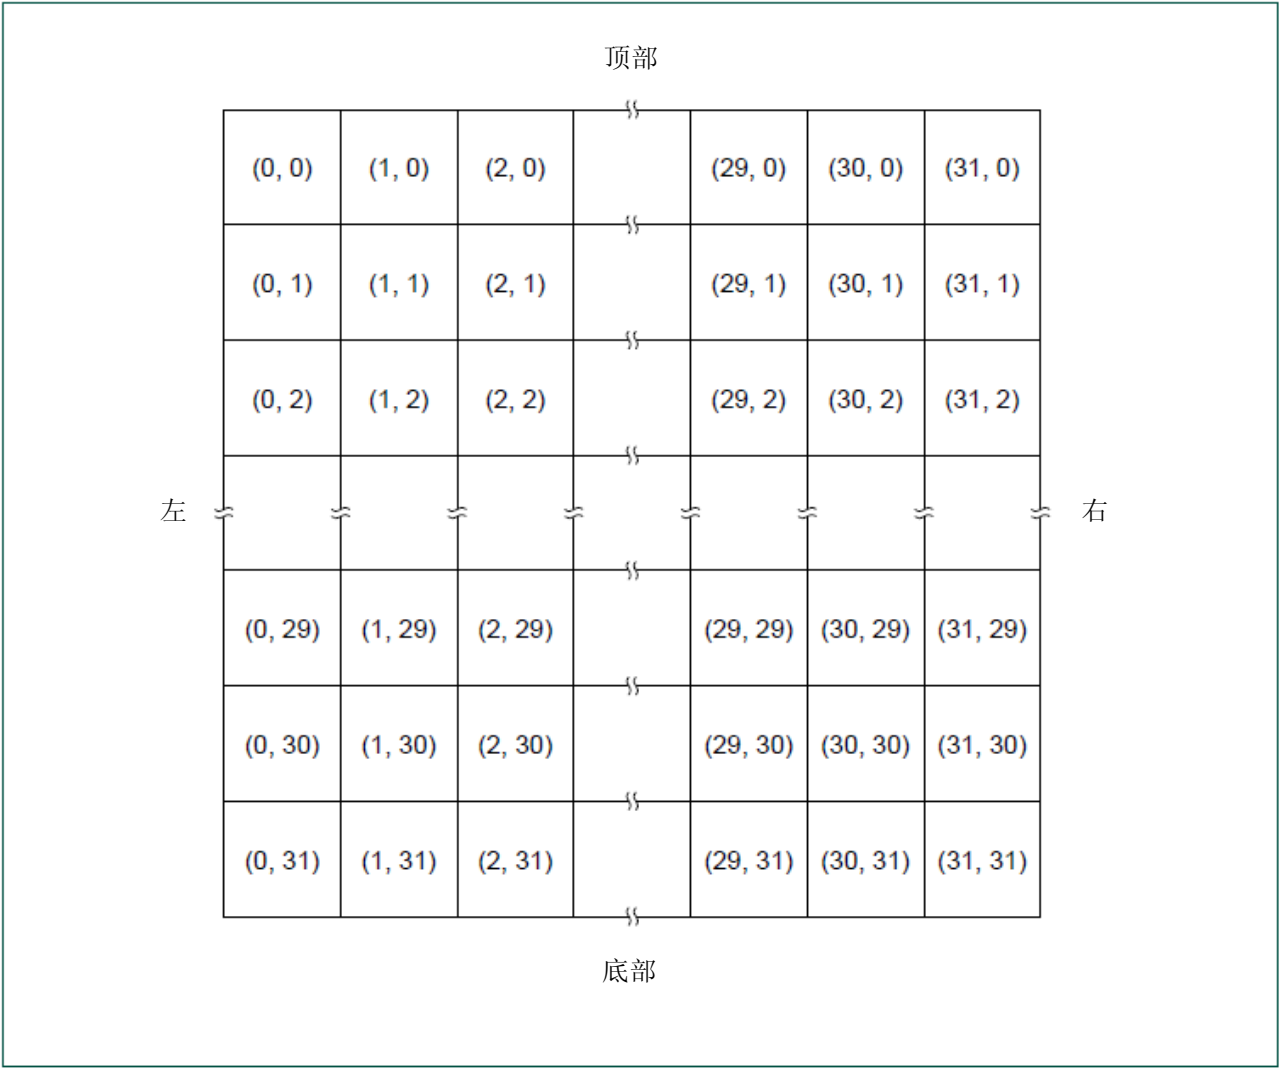 顶部
(0, 0) (1, 0) (2, 0) (29, 0) (30, 0) (31, 0)
(0, 1) (1, 1) (2, 1) (29, 1) (30, 1) (31, 1)
(0, 2) (1, 2) (2, 2) (29, 2) (30, 2) (31, 2)
左 右
(0, 29) (1, 29) (2, 29) (29, 29) (30, 29) (31, 29)
(0, 30) (1, 30) (2, 30) (29, 30) (30, 30) (31, 30)
(0, 31) (1, 31) (2, 31) (29, 31) (30, 31) (31, 31)
底部